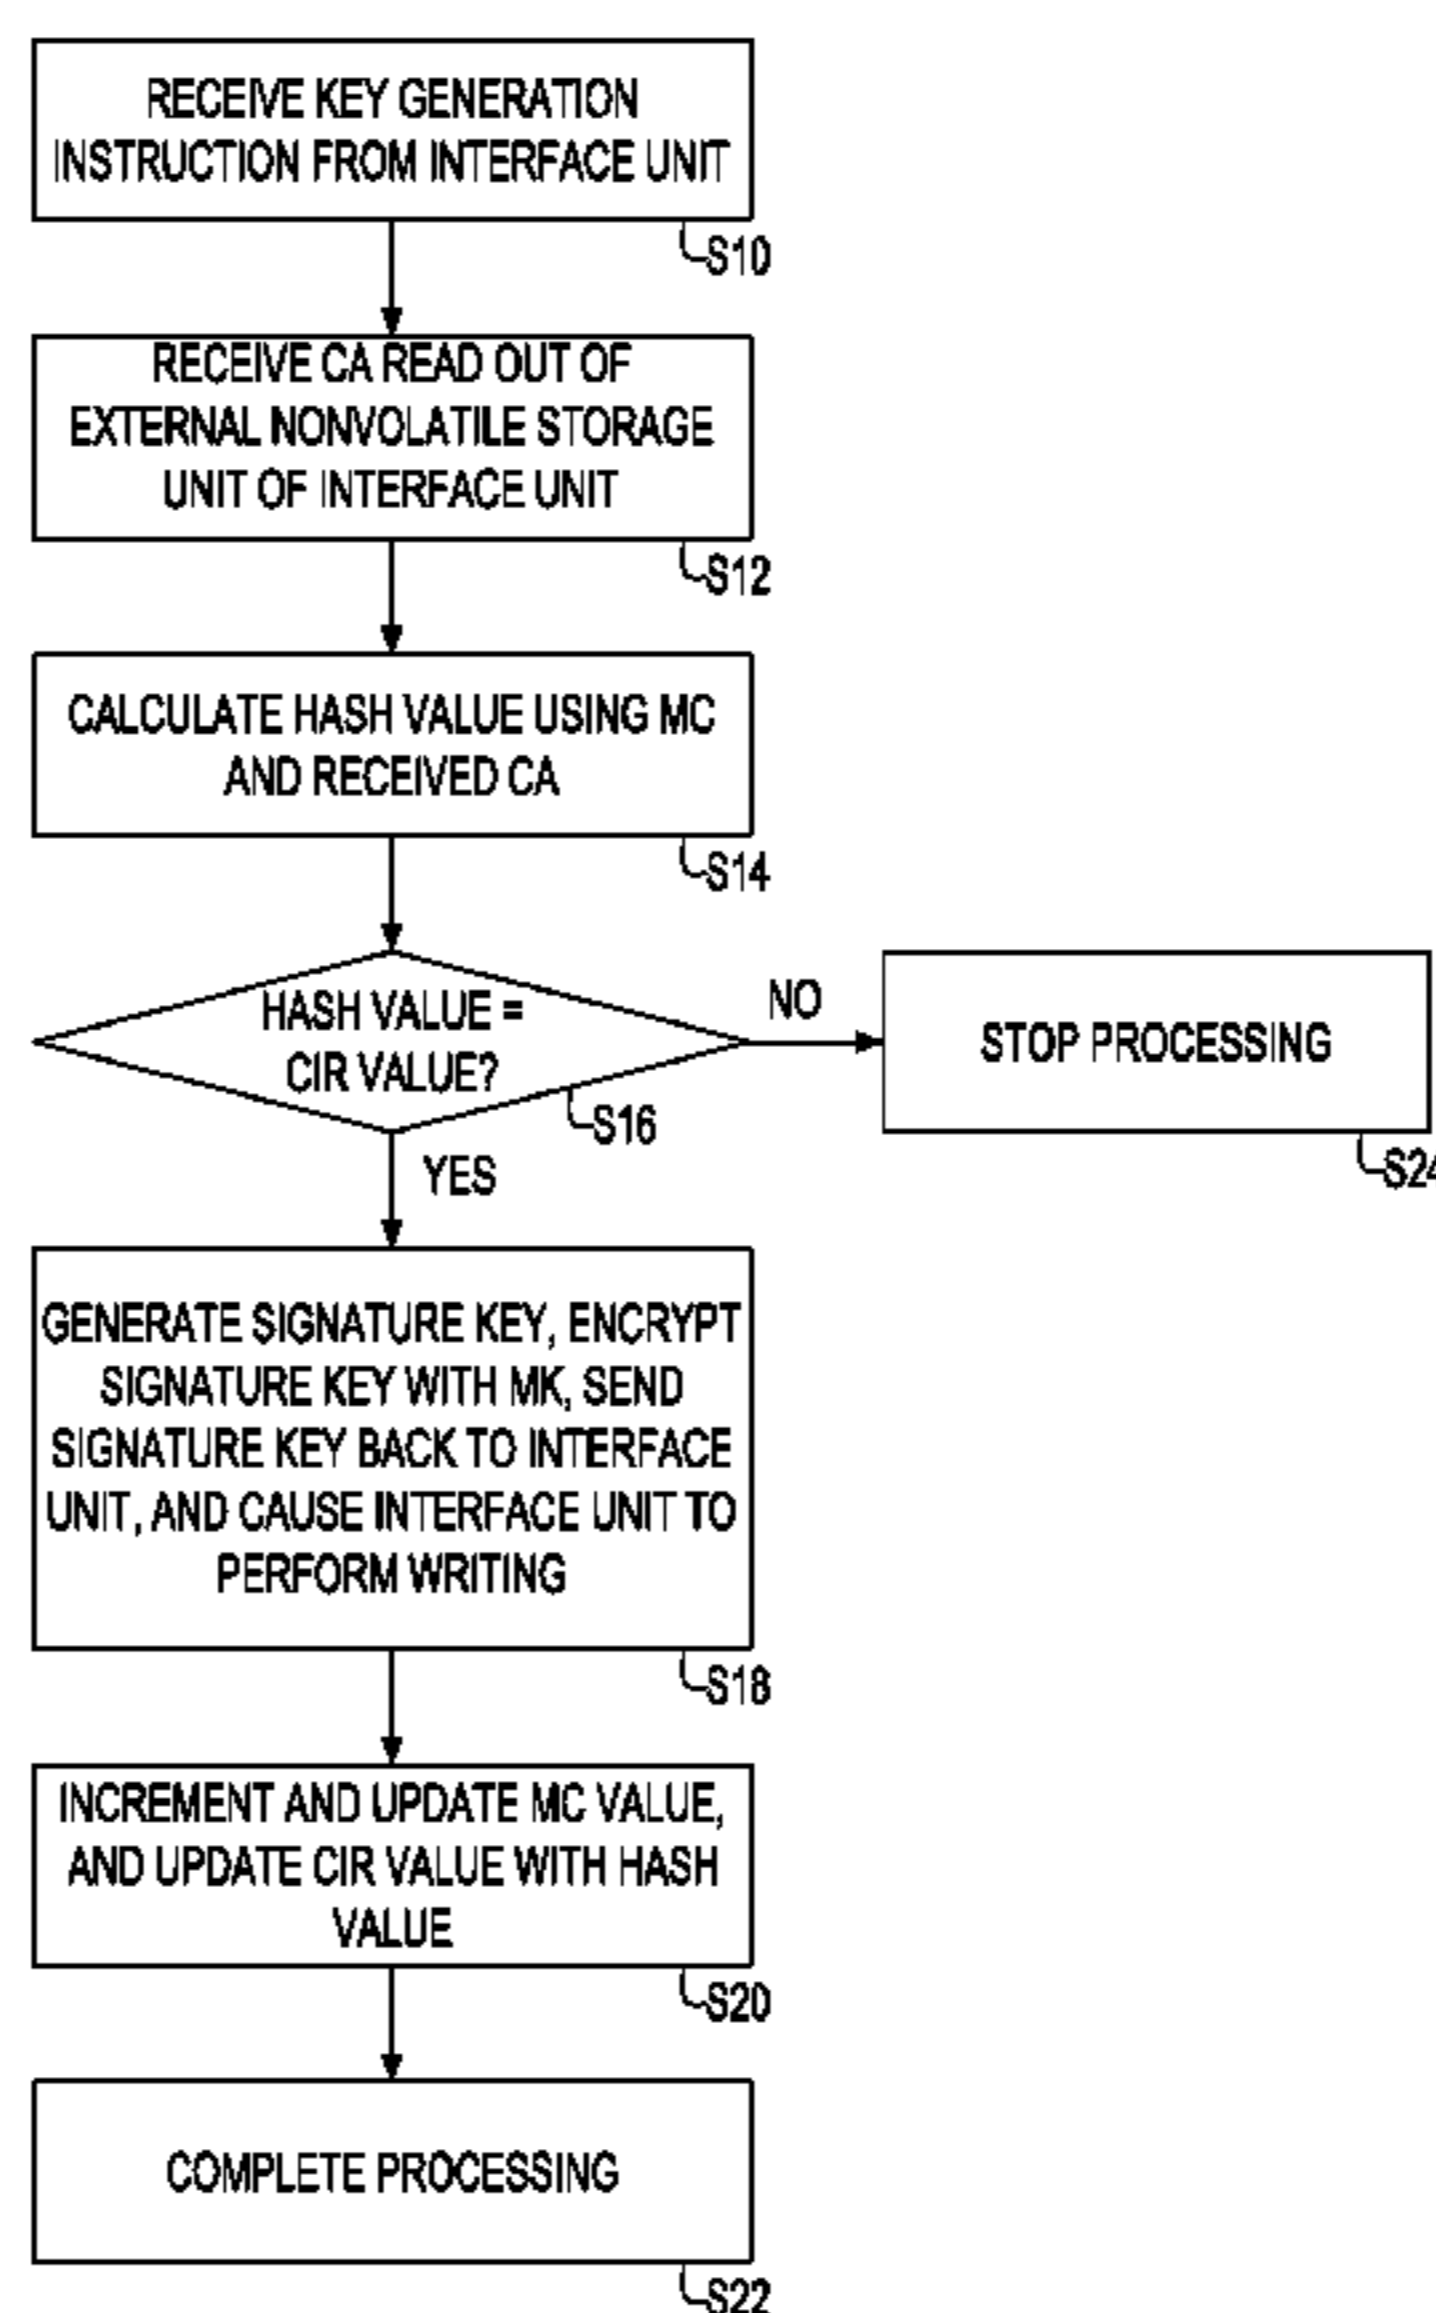 RECEIVE KEY GENERATION
INSTRUCTION FROM INTERFACE UNIT
S10
RECEIVE CA READ OUT OF
EXTERNAL NONVOLATILE STORAGE
UNIT OF INTERFACE UNIT
S12
CALCULATE HASH VALUE USING MC
AND RECEIVED CA
S14
HASH VALUE =
CIR VALUE?
S16
NO
STOP PROCESSING
S24
YES
GENERATE SIGNATURE KEY, ENCRYPT
SIGNATURE KEY WITH MK, SEND
SIGNATURE KEY BACK TO INTERFACE
UNIT, AND CAUSE INTERFACE UNIT TO
PERFORM WRITING
S18
INCREMENT AND UPDATE MC VALUE,
AND UPDATE CIR VALUE WITH HASH
VALUE
S20
COMPLETE PROCESSING
S22